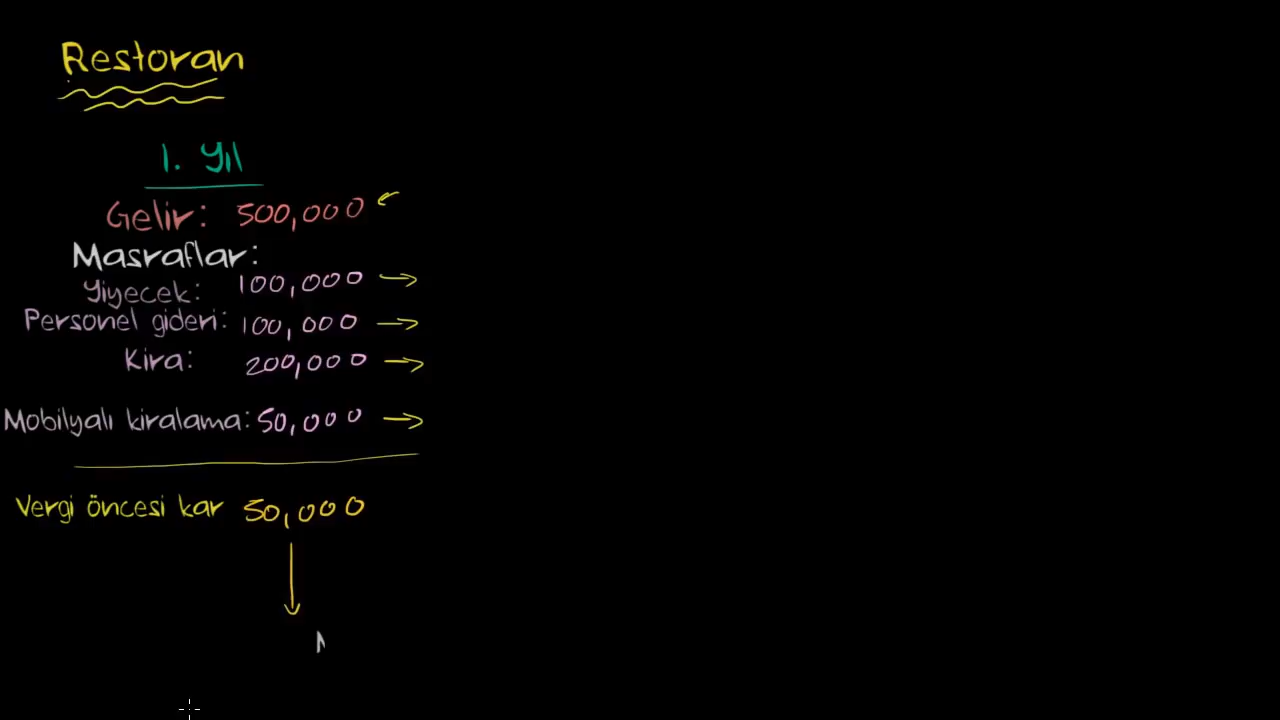 Restoran
1. Yıl
Gelir: 500,000
Masraflar:
Yiyecek: 100,000
Personel gideri: 100,000
Kira: 200,000
Mobilyalı kiralama: 50,000
Vergi öncesi kar 50,000